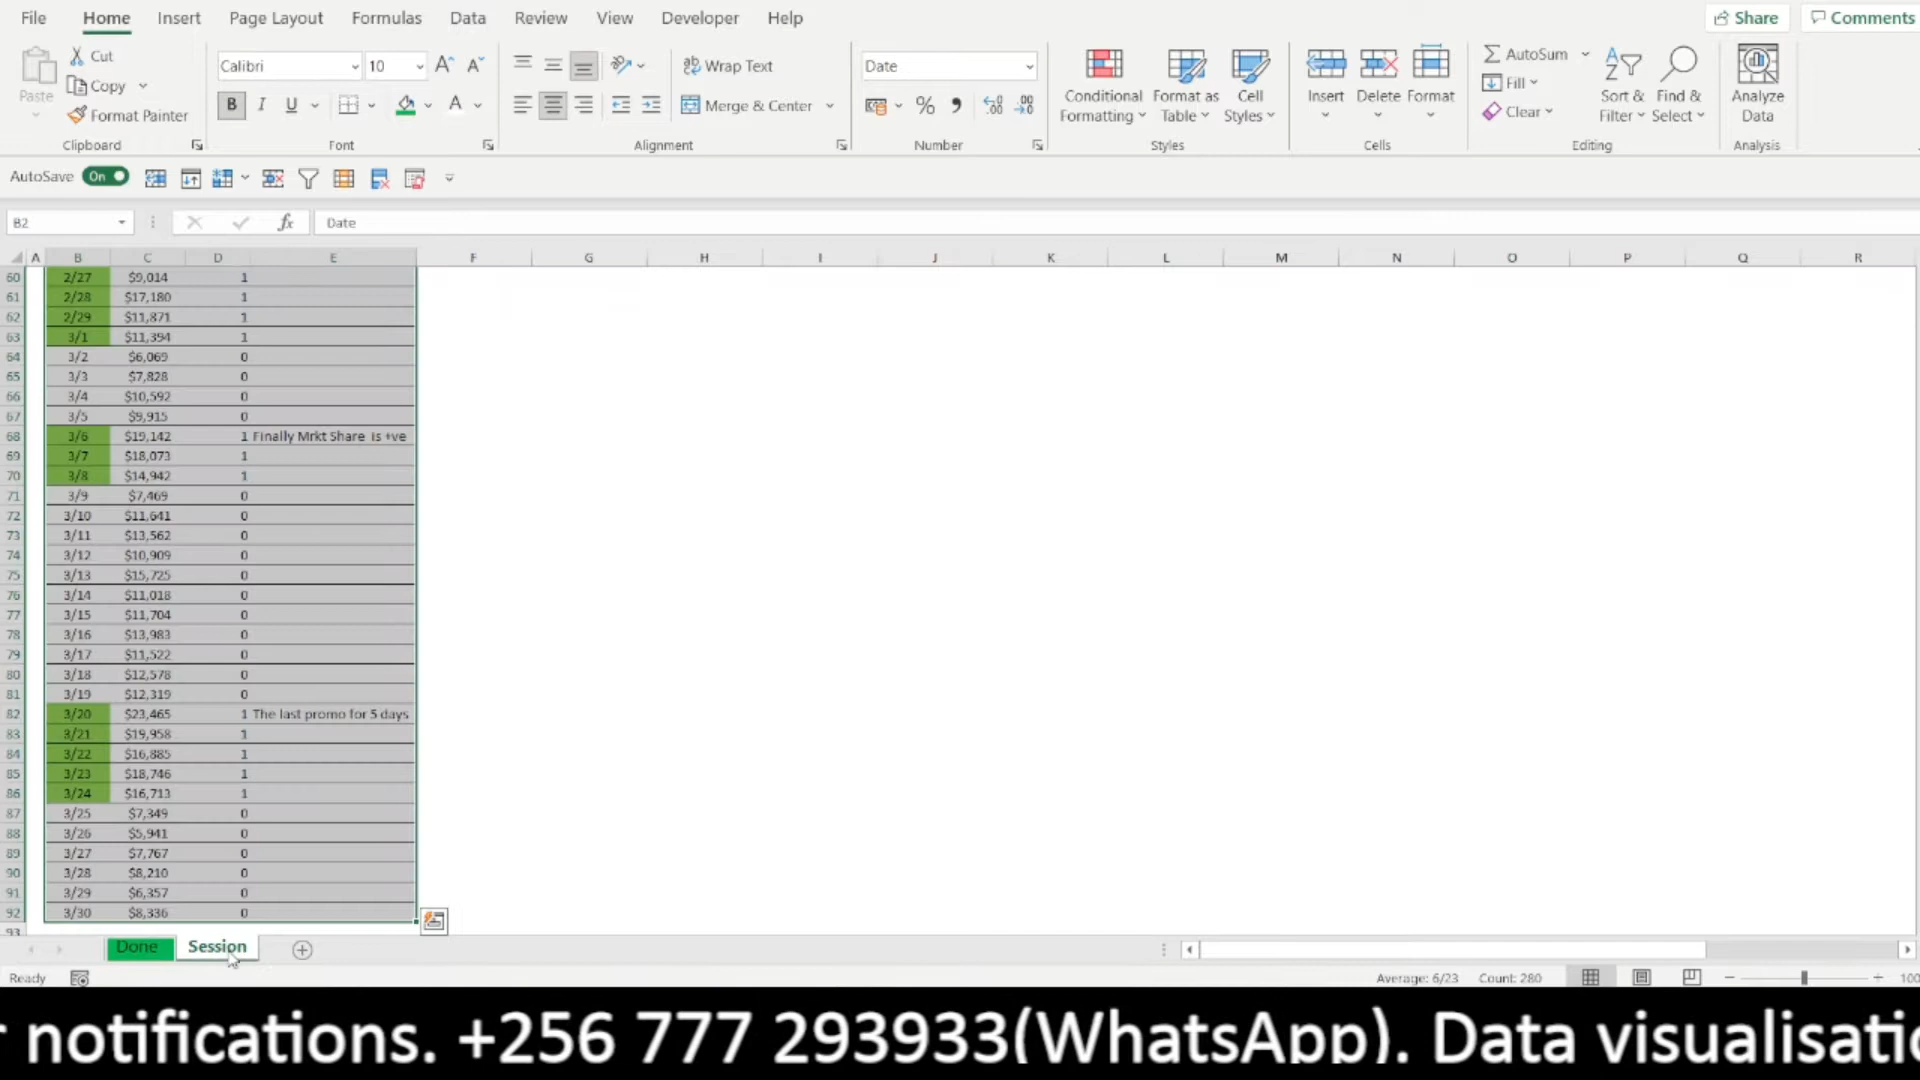 File Home Insert Page Layout Formulas Data Review View Developer Help Share Comments
Paste Cut Copy Format Painter Clipboard
Calibri 10 B I U A Font
Wrap Text Merge & Center Alignment
Date % Number
Conditional Formatting Format as Table Cell Styles Styles
Insert Delete Format Cells
AutoSum Fill Clear Sort & Filter Find & Select Editing
Analyze Data Analysis
AutoSave On
B2 fx Date
A B C D E F G H I J K L M N O P Q R
60 2/27 $9,014 1
61 2/28 $17,180 1
62 2/29 $11,871 1
63 3/1 $11,394 1
64 3/2 $6,069 0
65 3/3 $7,828 0
66 3/4 $10,592 0
67 3/5 $9,915 0
68 3/6 $19,142 1 Finally Mrkt Share is +ve
69 3/7 $18,073 1
70 3/8 $14,942 1
71 3/9 $7,469 0
72 3/10 $11,641 0
73 3/11 $13,562 0
74 3/12 $10,909 0
75 3/13 $15,725 0
76 3/14 $11,018 0
77 3/15 $11,704 0
78 3/16 $13,983 0
79 3/17 $11,522 0
80 3/18 $12,578 0
81 3/19 $12,319 0
82 3/20 $23,465 1 The last promo for 5 days
83 3/21 $19,958 1
84 3/22 $16,885 1
85 3/23 $18,746 1
86 3/24 $16,713 1
87 3/25 $7,349 0
88 3/26 $5,941 0
89 3/27 $7,767 0
90 3/28 $8,210 0
91 3/29 $6,357 0
92 3/30 $8,336 0
93
Done Session
Ready Average: 6/23 Count: 280 100
r notifications. +256 777 293933(WhatsApp). Data visualisatio